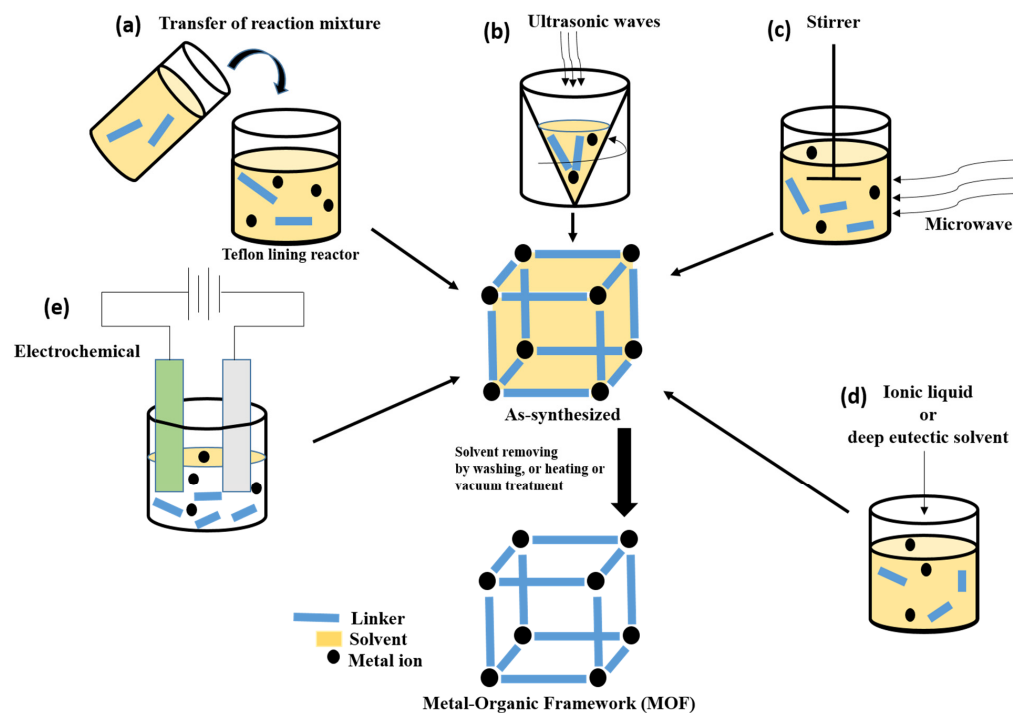 (a)
Transfer of reaction mixture
Teflon lining reactor
(b)
Ultrasonic waves
(c)
Stirrer
Microwave
(e)
Electrochemical
As-synthesized
(d)
Ionic liquid
or
deep eutectic solvent
Solvent removing
by washing, or heating or
vacuum treatment
Linker
Solvent
Metal ion
Metal-Organic Framework (MOF)